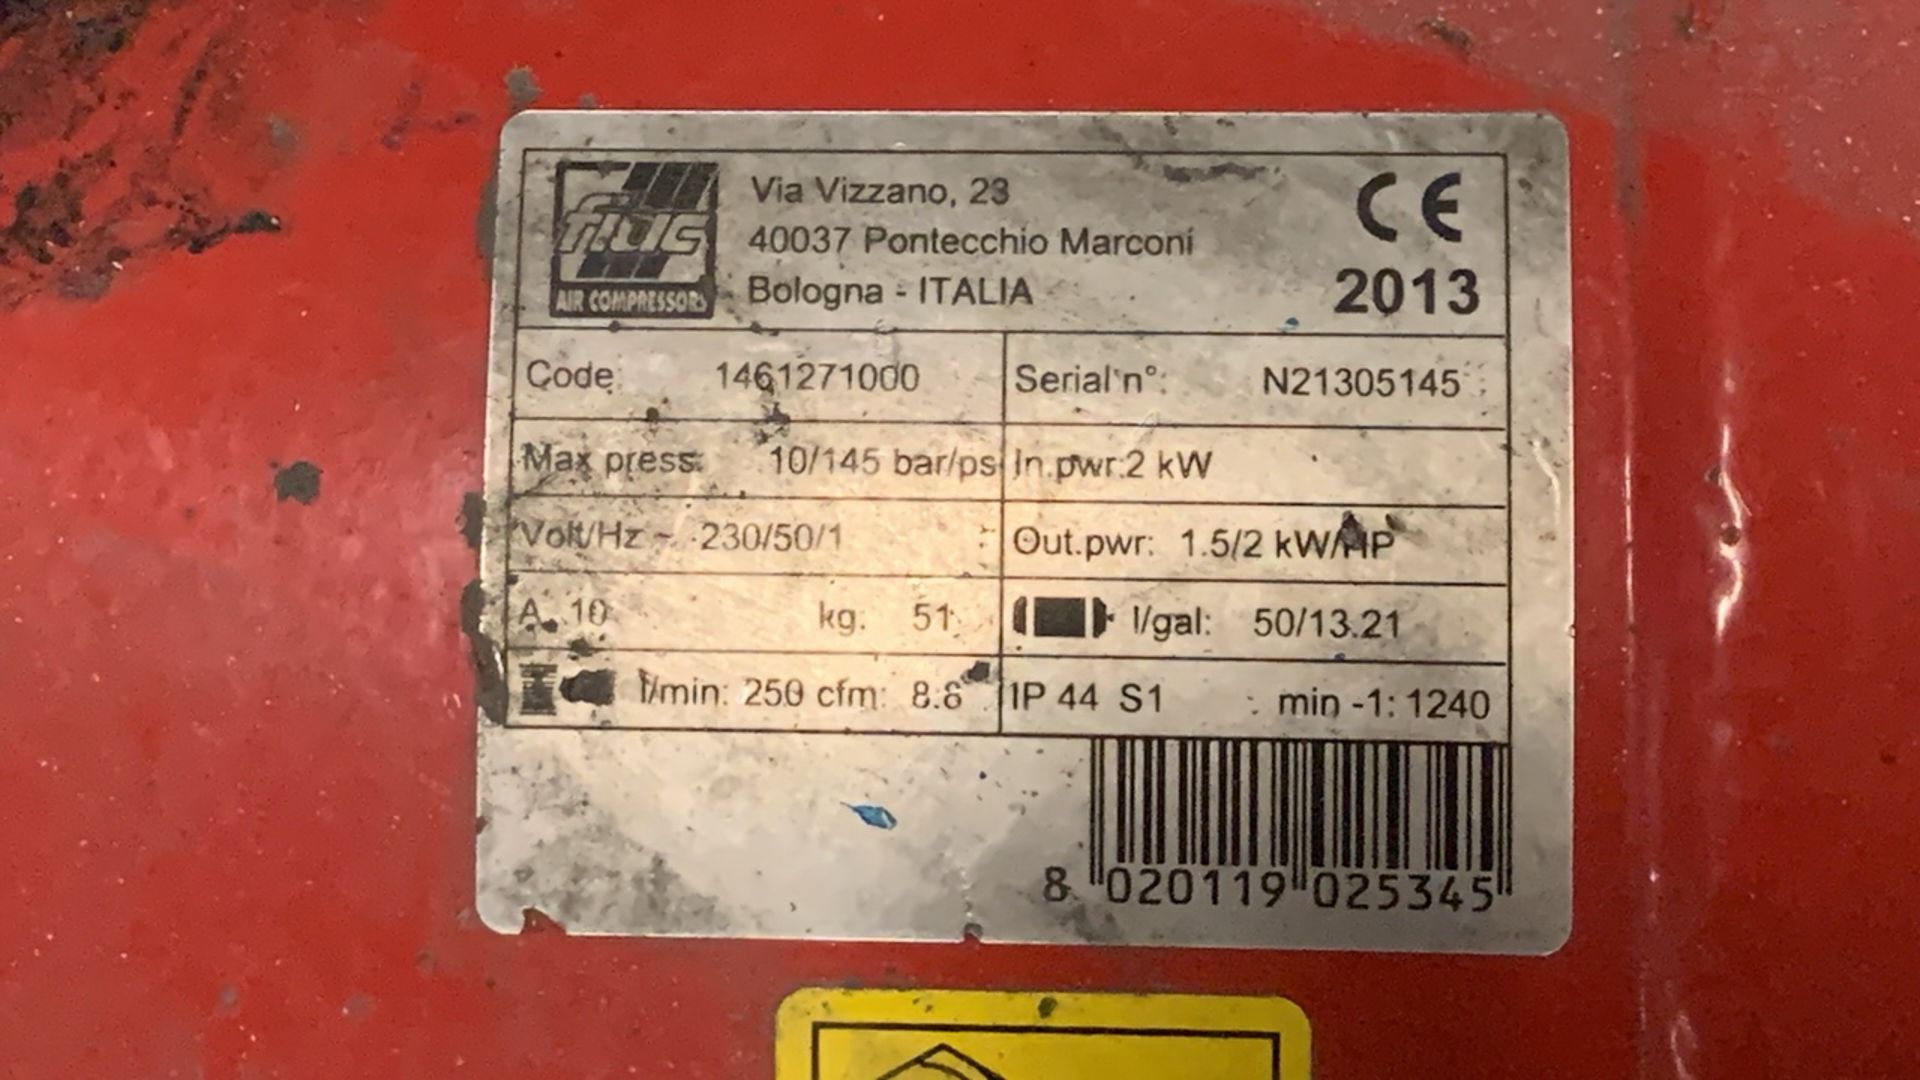 fiac
AIR COMPRESSORS
Via Vizzano, 23
40037 Pontecchio Marconi
Bologna - ITALIA
CE
2013
Code: 1461271000
Serial n°: N21305145
Max press: 10/145 bar/psi
In.pwr:2 kW
Volt/Hz ~ 230/50/1
Out.pwr: 1.5/2 kW/HP
A. 10 kg: 51
l/gal: 50/13.21
l/min: 250 cfm: 8.8
IP 44 S1 min -1: 1240
8 020119 025345